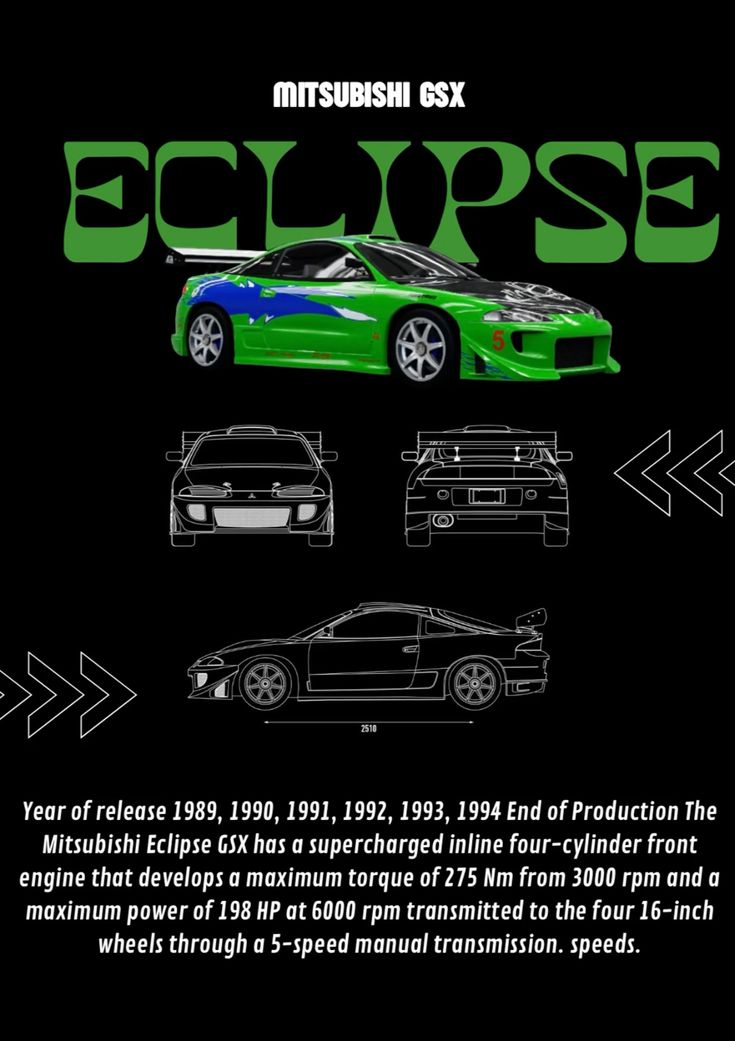 MITSUBISHI GSX
ECLIPSE
5
2510
Year of release 1989, 1990, 1991, 1992, 1993, 1994 End of Production The
Mitsubishi Eclipse GSX has a supercharged inline four-cylinder front
engine that develops a maximum torque of 275 Nm from 3000 rpm and a
maximum power of 198 HP at 6000 rpm transmitted to the four 16-inch
wheels through a 5-speed manual transmission. speeds.